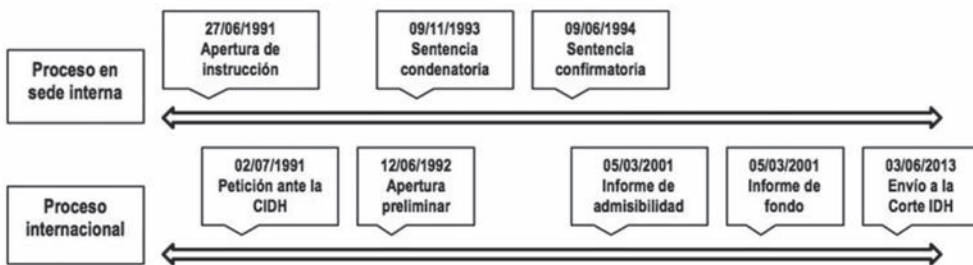 27/06/1991
Apertura de
instrucción
09/11/1993
Sentencia
condenatoria
09/06/1994
Sentencia
confirmatoria
Proceso en
sede interna
02/07/1991
Petición ante la
CIDH
12/06/1992
Apertura
preliminar
05/03/2001
Informe de
admisibilidad
05/03/2001
Informe de
fondo
03/06/2013
Envío a la
Corte IDH
Proceso
internacional